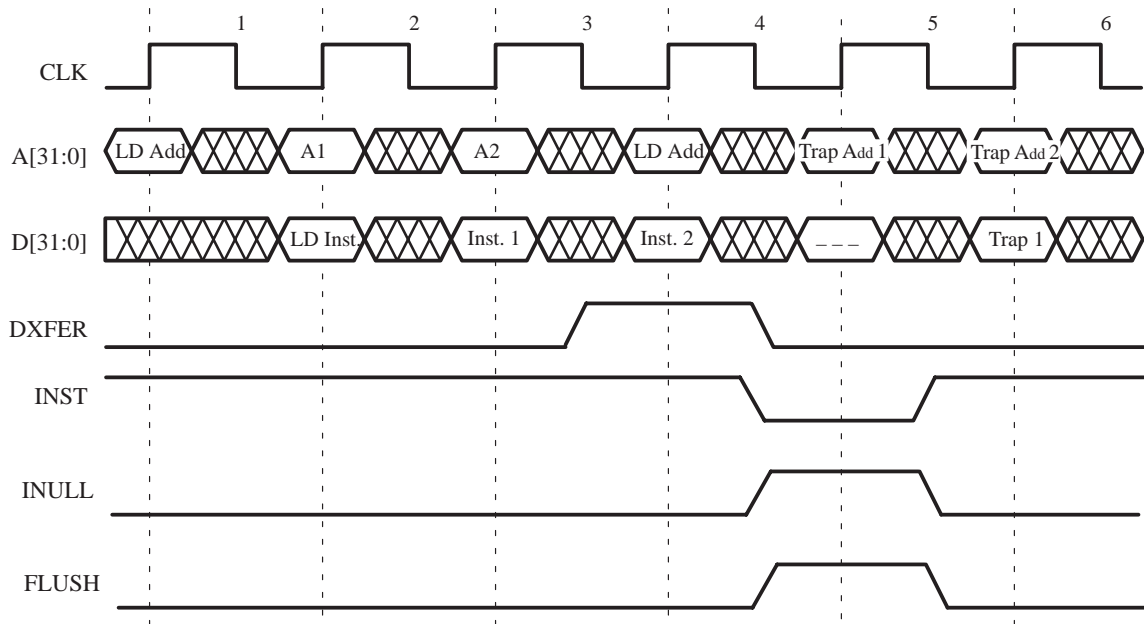 1 2 3 4 5 6
CLK
A[31:0] LD Add A1 A2 LD Add Trap Add 1 Trap Add 2
D[31:0] LD Inst. Inst. 1 Inst. 2 _ _ _ Trap 1
DXFER
INST
INULL
FLUSH